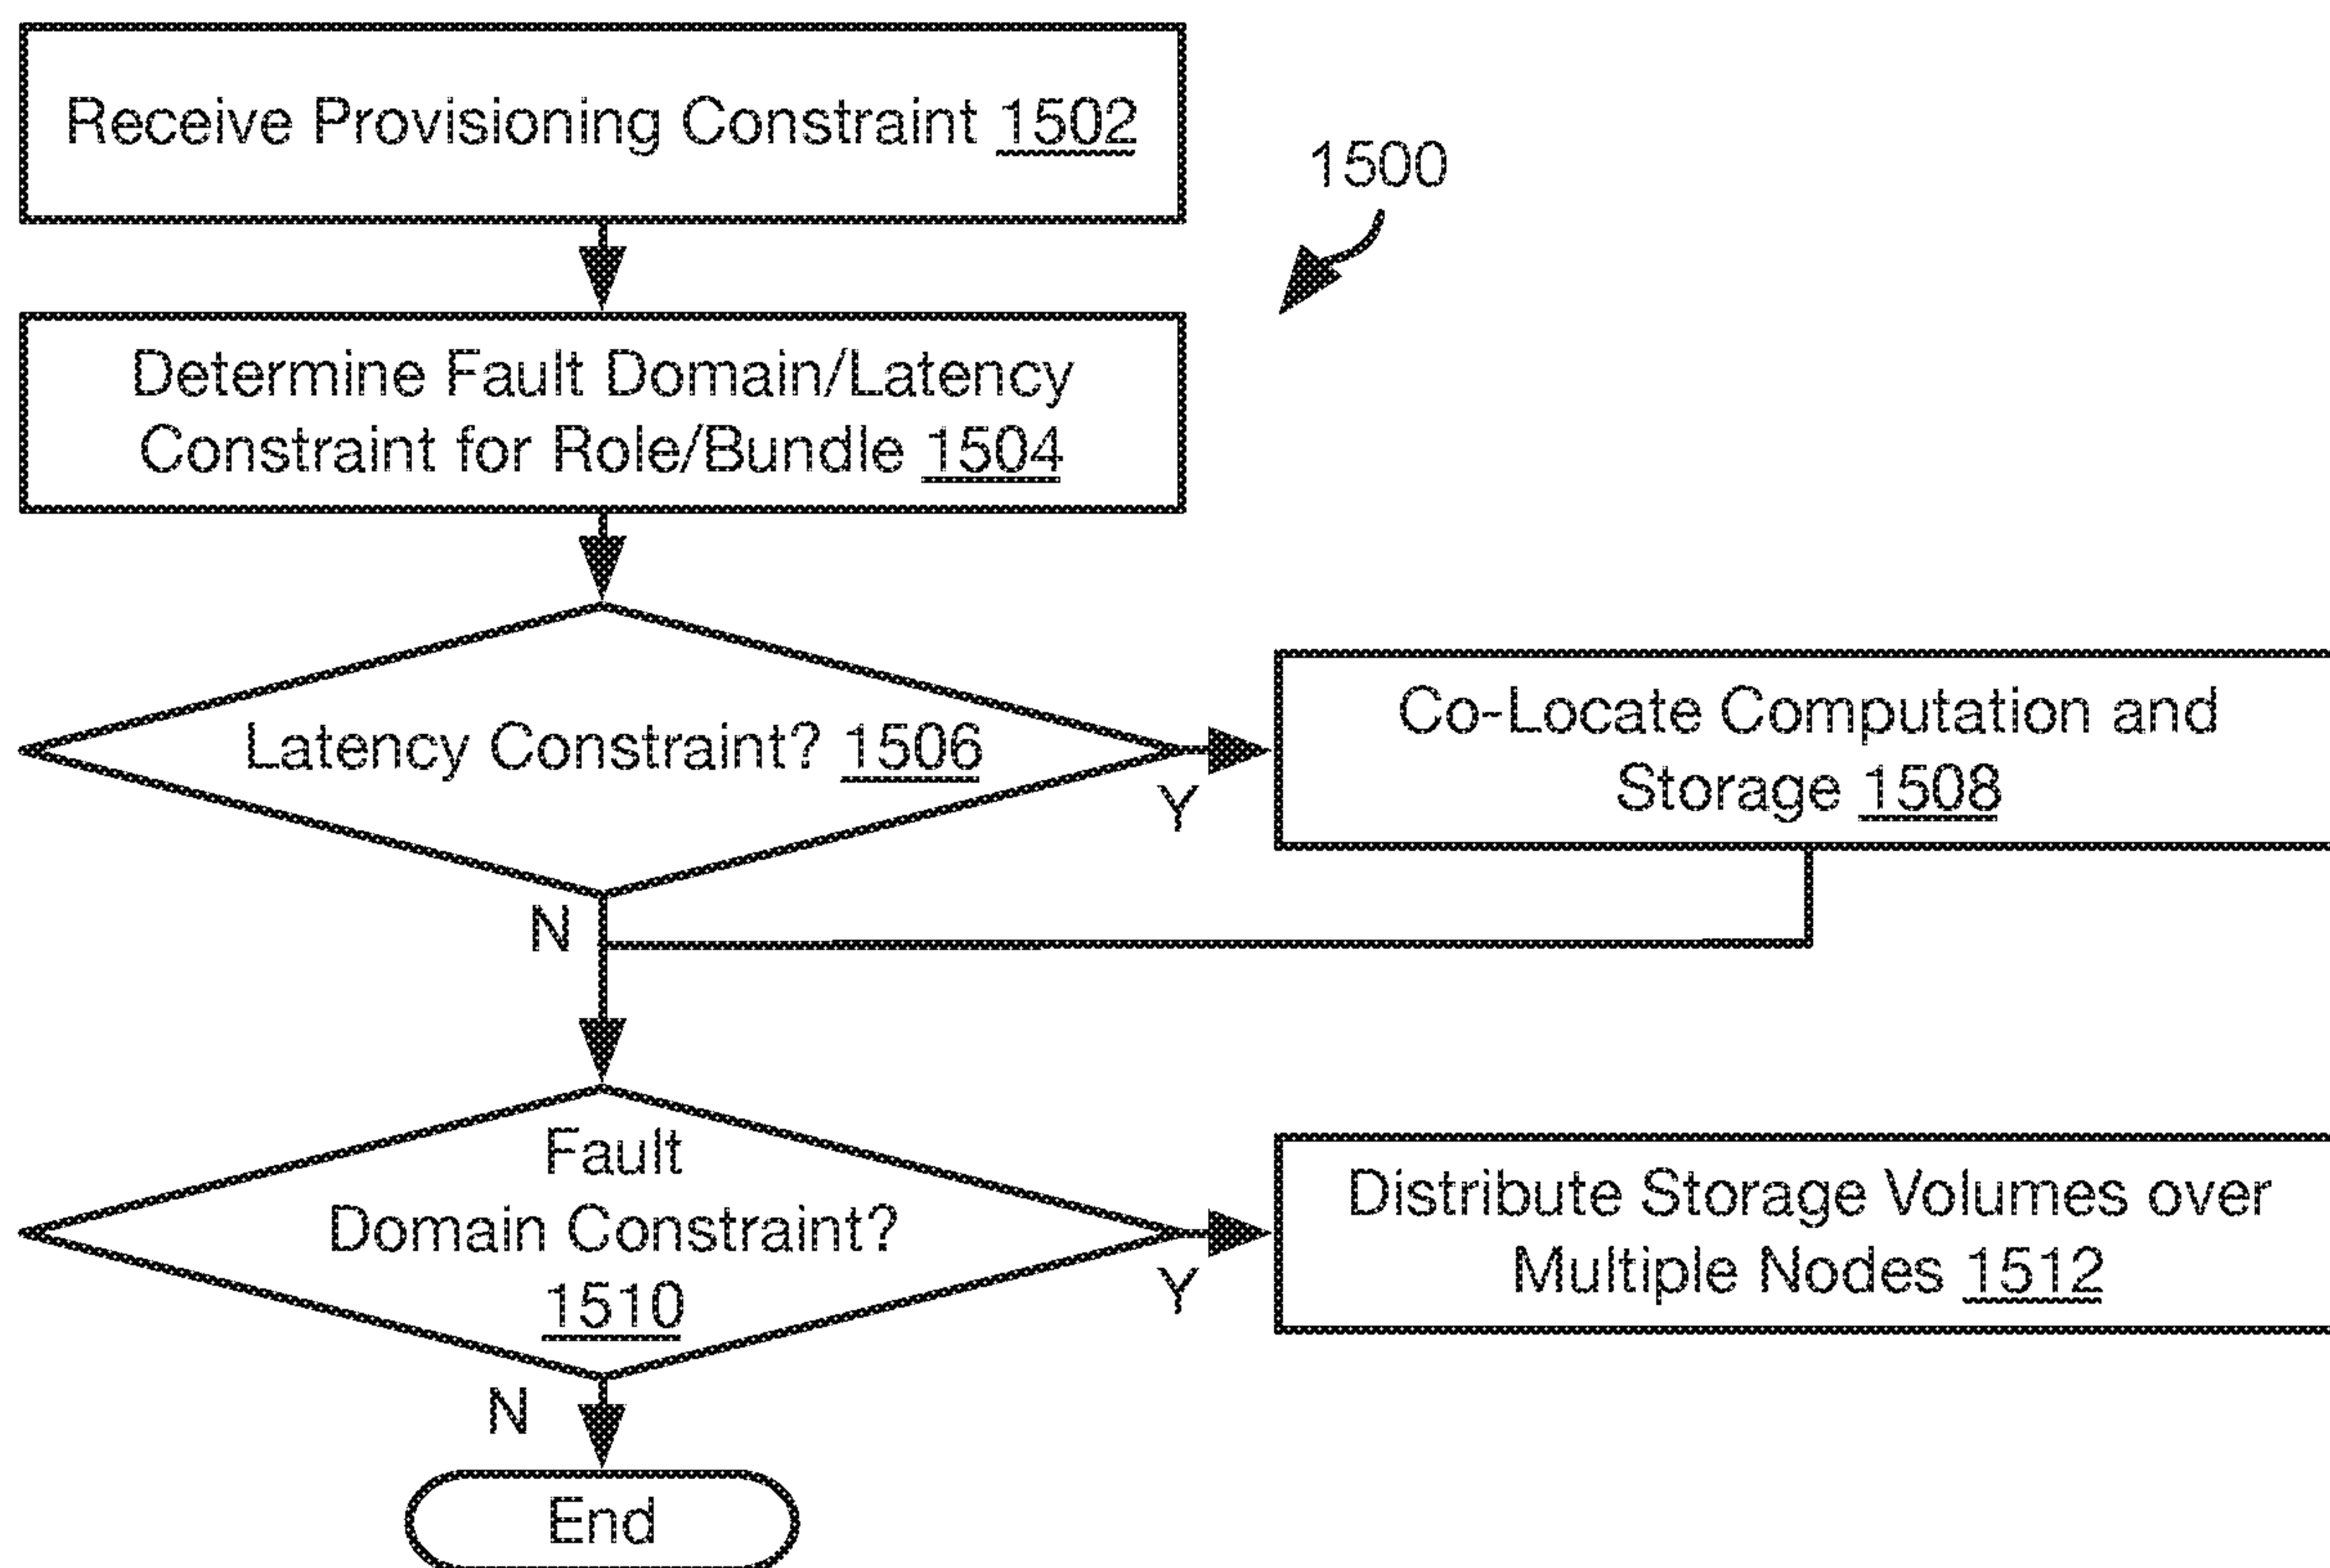 Receive Provisioning Constraint 1502
1500
Determine Fault Domain/Latency
Constraint for Role/Bundle 1504
Latency Constraint? 1506
Y
Co-Locate Computation and
Storage 1508
N
Fault
Domain Constraint?
1510
Y
Distribute Storage Volumes over
Multiple Nodes 1512
N
End